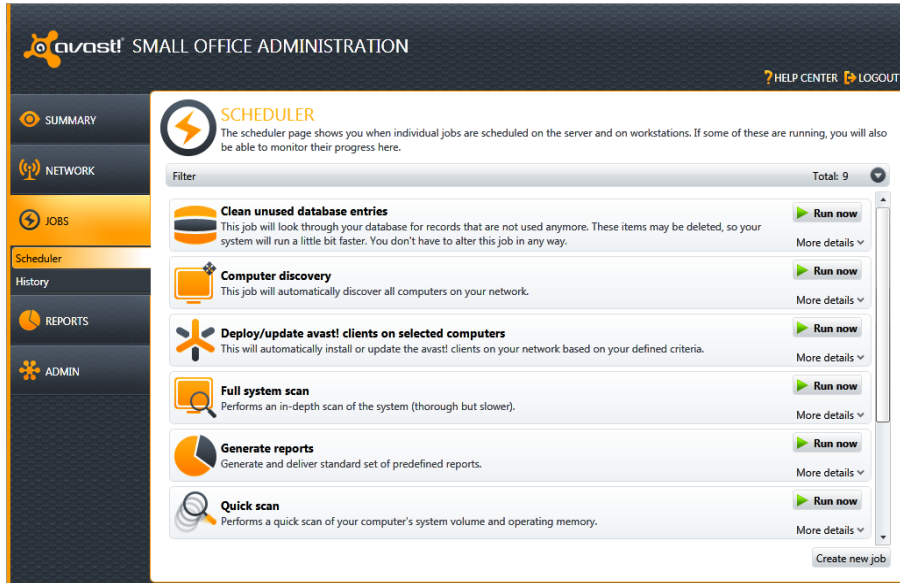 avast! SMALL OFFICE ADMINISTRATION
? HELP CENTER LOGOUT
SUMMARY
NETWORK
JOBS
Scheduler
History
REPORTS
ADMIN
SCHEDULER
The scheduler page shows you when individual jobs are scheduled on the server and on workstations. If some of these are running, you will also
be able to monitor their progress here.
Filter Total: 9
Clean unused database entries
This job will look through your database for records that are not used anymore. These items may be deleted, so your
system will run a little bit faster. You don't have to alter this job in any way.
Run now
More details
Computer discovery
This job will automatically discover all computers on your network.
Run now
More details
Deploy/update avast! clients on selected computers
This will automatically install or update the avast! clients on your network based on your defined criteria.
Run now
More details
Full system scan
Performs an in-depth scan of the system (thorough but slower).
Run now
More details
Generate reports
Generate and deliver standard set of predefined reports.
Run now
More details
Quick scan
Performs a quick scan of your computer's system volume and operating memory.
Run now
More details
Create new job